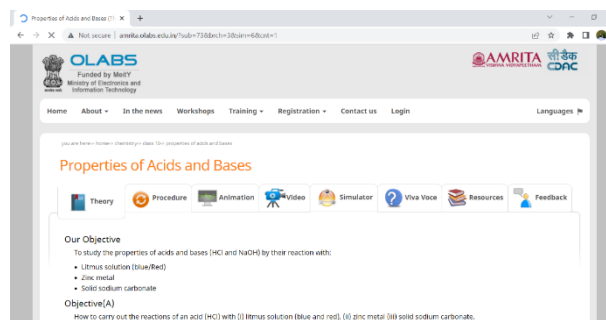 Properties of Acids and Bases (T
Not secure | amrita.olabs.edu.in/?sub=73&brch=3&sim=6&cnt=1
OLABS
Funded by MeitY
Ministry of Electronics and
Information Technology
AMRITA
VISHWA VIDYAPEETHAM
सी डैक
CDAC
Home About In the news Workshops Training Registration Contact us Login Languages
you are here » home » chemistry » class 10 » properties of acids and bases
Properties of Acids and Bases
Theory Procedure Animation Video Simulator Viva Voce Resources Feedback
Our Objective
To study the properties of acids and bases (HCl and NaOH) by their reaction with:
• Litmus solution (blue/Red)
• Zinc metal
• Solid sodium carbonate
Objective(A)
How to carry out the reactions of an acid (HCl) with (i) litmus solution (blue and red), (ii) zinc metal (iii) solid sodium carbonate.